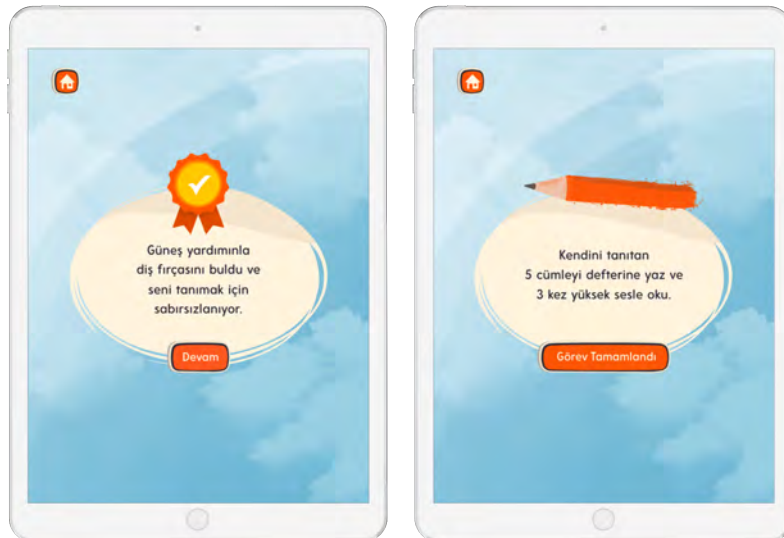 Güneş yardımınla
diş fırçasını buldu ve
seni tanımak için
sabırsızlanıyor.
Devam
Kendini tanıtan
5 cümleyi defterine yaz ve
3 kez yüksek sesle oku.
Görev Tamamlandı